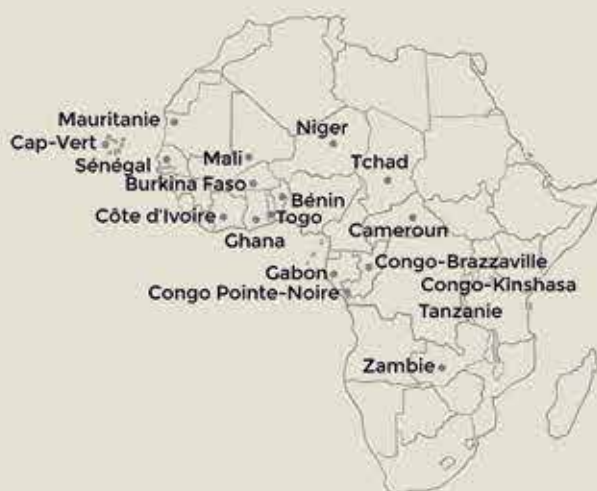 Mauritanie
Niger
Cap-Vert
Mali
Sénégal
Tchad
Burkina Faso
Bénin
Côte d'Ivoire
Togo
Cameroun
Ghana
Congo-Brazzaville
Gabon
Congo-Kinshasa
Congo Pointe-Noire
Tanzanie
Zambie